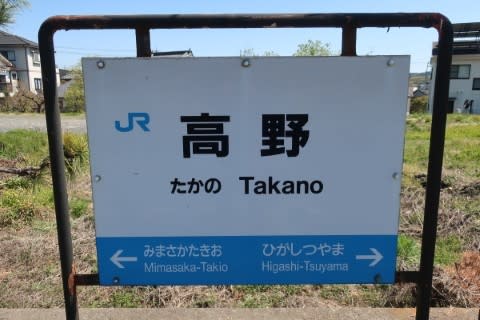 JR
高野
たかの Takano
← みまさかたきお ひがしつやま →
Mimasaka-Takio Higashi-Tsuyama